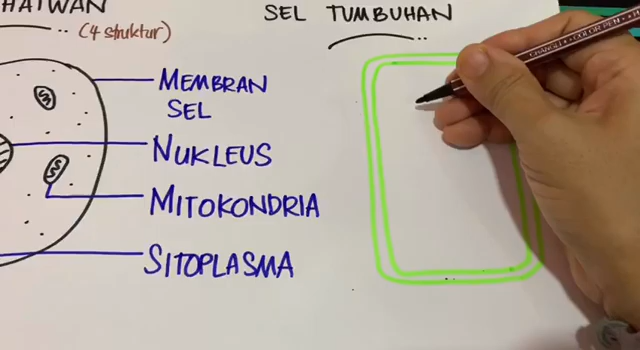 HAIWAN
(4 struktur)
MEMBRAN
SEL
NUKLEUS
MITOKONDRIA
SITOPLASMA
SEL TUMBUHAN